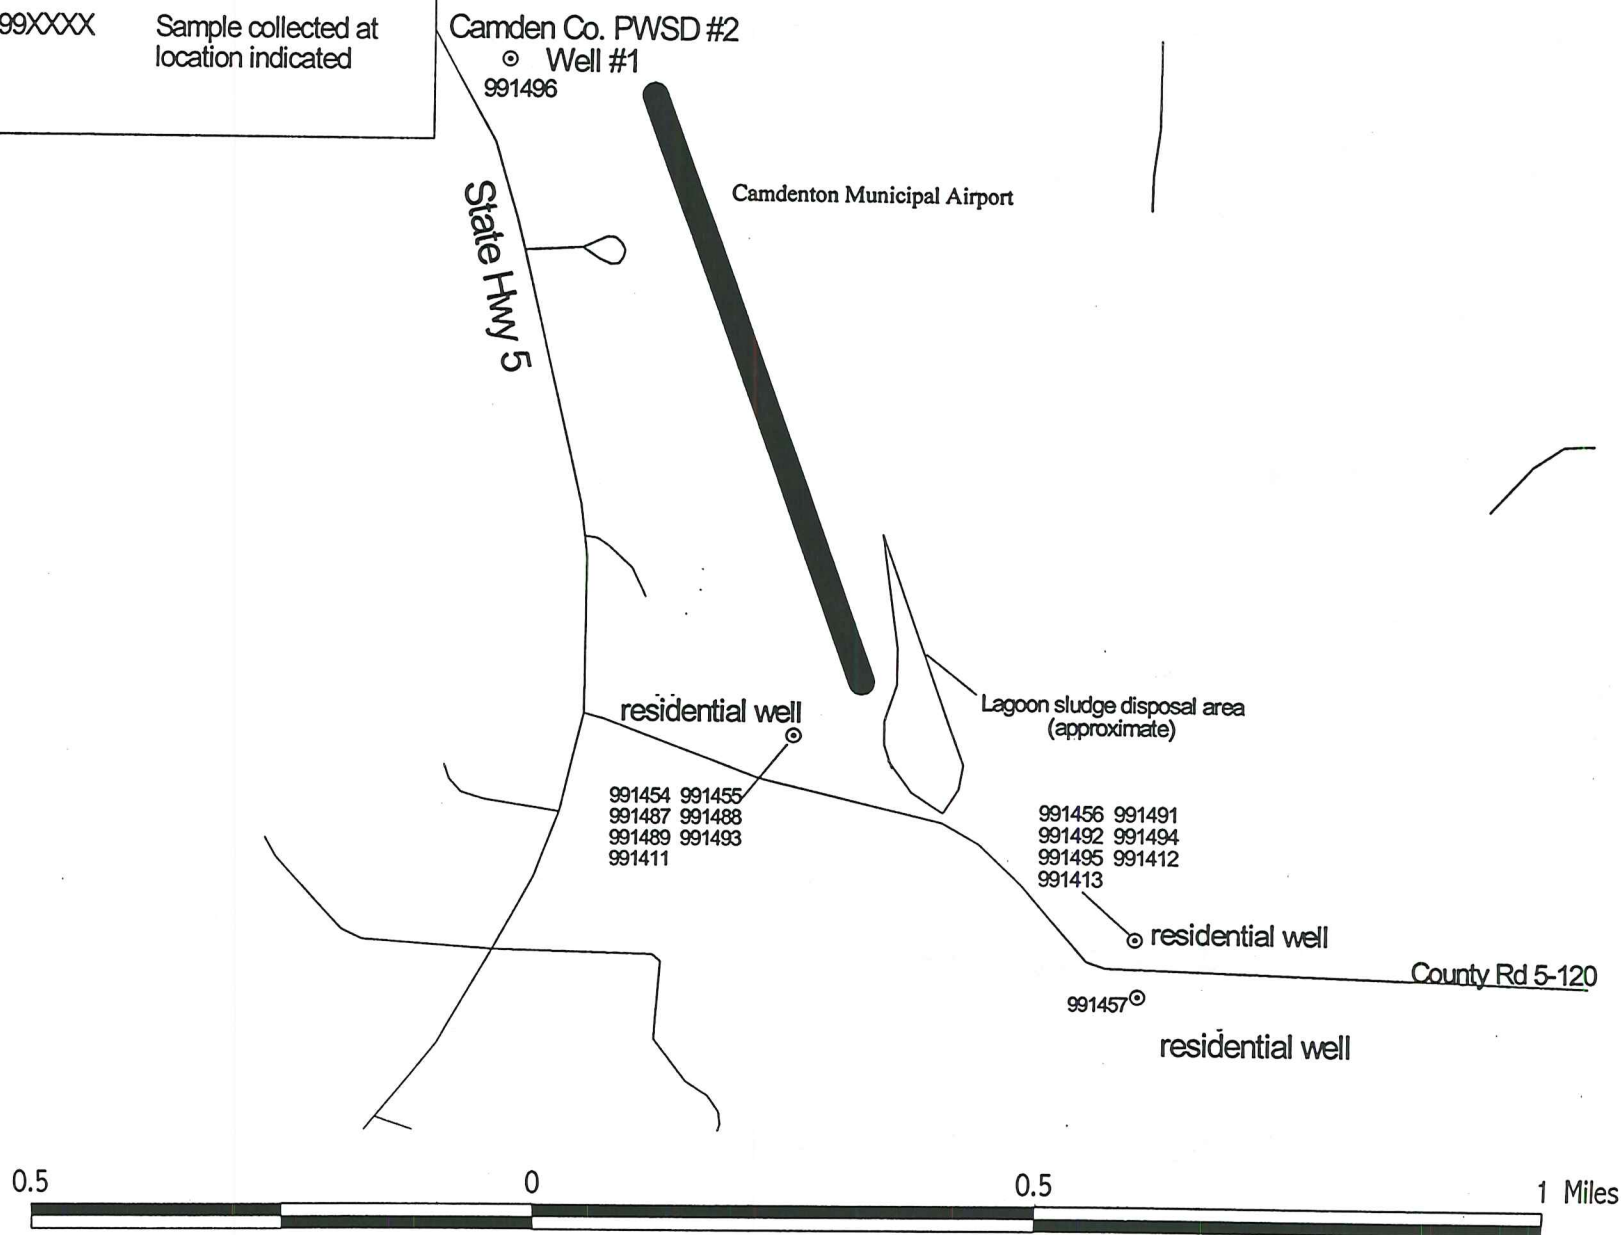 99XXXX Sample collected at
location indicated
Camden Co. PWSD #2
Well #1
991496
Camdenton Municipal Airport
State Hwy 5
residential well
Lagoon sludge disposal area
(approximate)
991454 991455
991487 991488
991489 991493
991411
991456 991491
991492 991494
991495 991412
991413
residential well
County Rd 5-120
991457
residential well
0.5 0 0.5 1 Miles